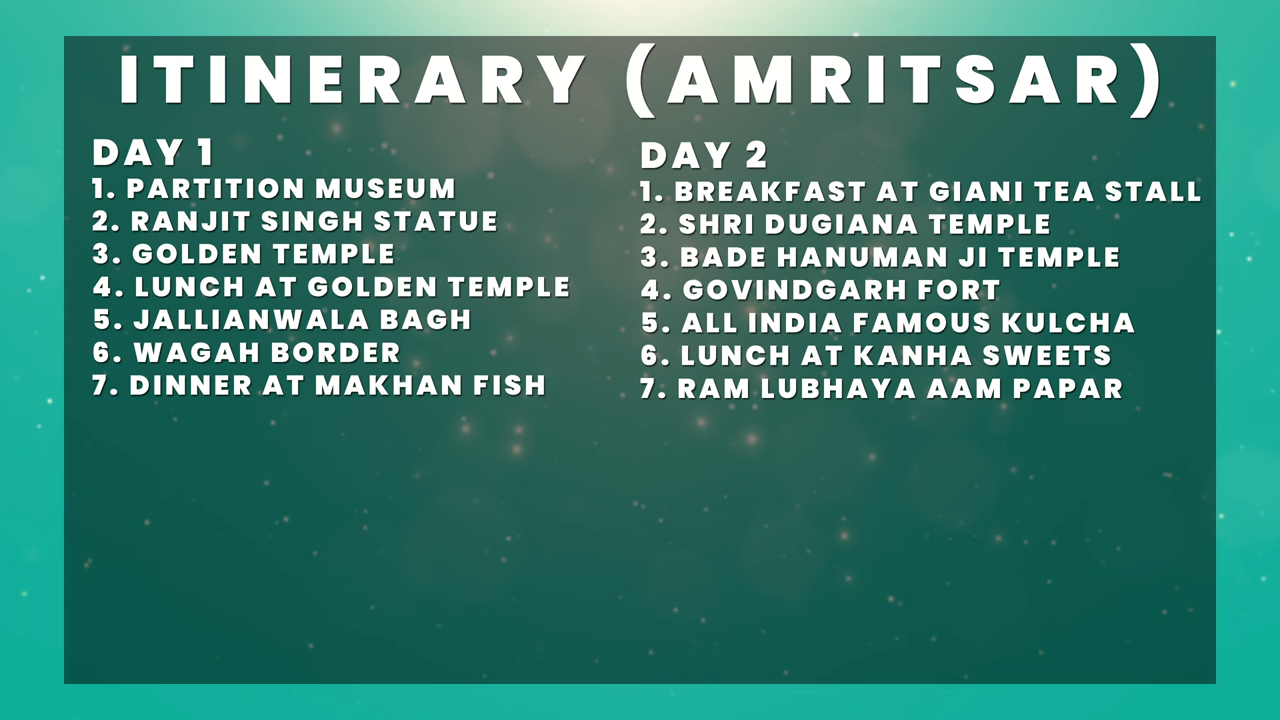 ITINERARY (AMRITSAR)
DAY 1
1. PARTITION MUSEUM
2. RANJIT SINGH STATUE
3. GOLDEN TEMPLE
4. LUNCH AT GOLDEN TEMPLE
5. JALLIANWALA BAGH
6. WAGAH BORDER
7. DINNER AT MAKHAN FISH
DAY 2
1. BREAKFAST AT GIANI TEA STALL
2. SHRI DUGIANA TEMPLE
3. BADE HANUMAN JI TEMPLE
4. GOVINDGARH FORT
5. ALL INDIA FAMOUS KULCHA
6. LUNCH AT KANHA SWEETS
7. RAM LUBHAYA AAM PAPAR